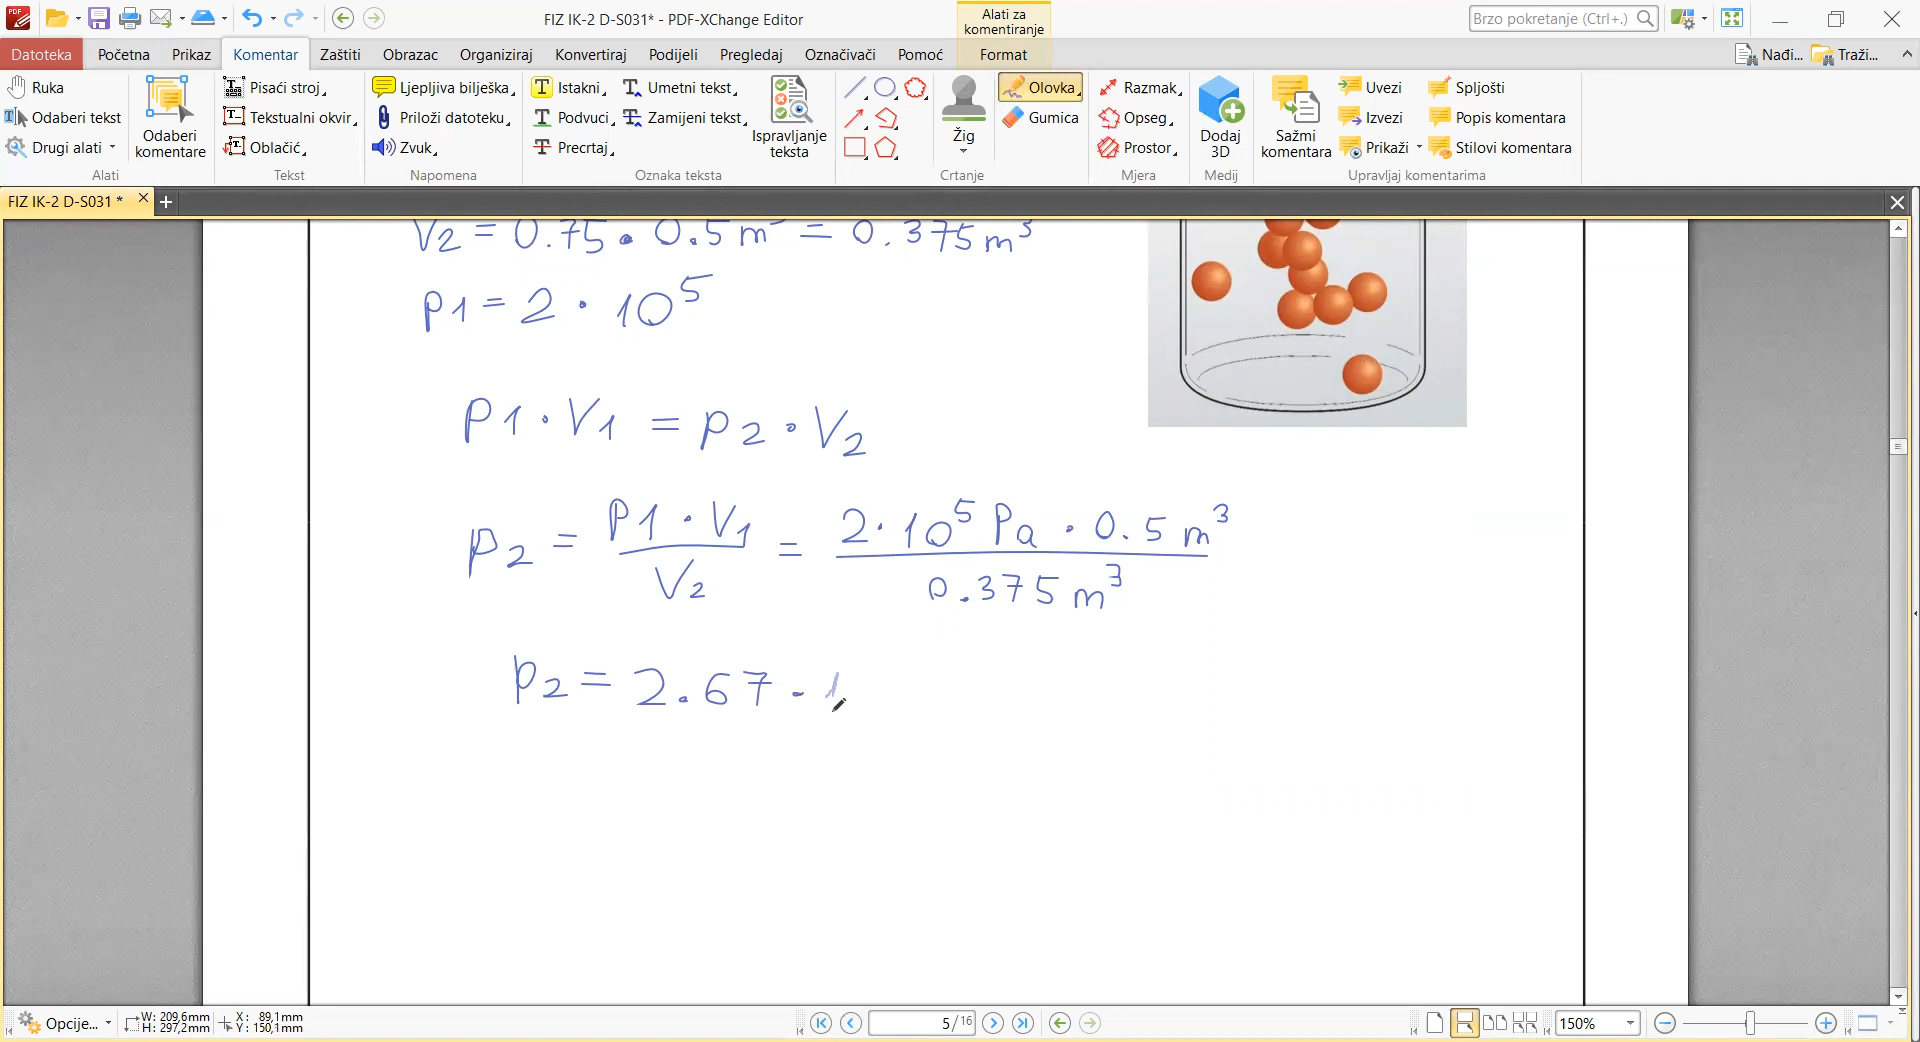 FIZ IK-2 D-S031* - PDF-XChange Editor
Alati za komentiranje
Brzo pokretanje (Ctrl+.)
Datoteka Početna Prikaz Komentar Zaštiti Obrazac Organiziraj Konvertiraj Podijeli Pregledaj Označivači Pomoć Format Nađi... Traži...
Ruka Pisaći stroj Ljepljiva bilješka Istakni Umetni tekst Olovka Razmak Uvezi Spljošti
Odaberi tekst Tekstualni okvir Priloži datoteku Podvuci Zamijeni tekst Gumica Opseg Izvezi Popis komentara
Drugi alati Oblačić Zvuk Precrtaj Prostor Prikaži Stilovi komentara
Odaberi komentare Ispravljanje teksta Žig Dodaj 3D Sažmi komentara
Alati Tekst Napomena Oznaka teksta Crtanje Mjera Medij Upravljaj komentarima
FIZ IK-2 D-S031 *
V2 = 0.75 · 0.5 m³ = 0.375 m³
p1 = 2 · 10⁵
p1 · V1 = p2 · V2
p2 = p1 · V1 / V2 = 2 · 10⁵ Pa · 0.5 m³ / 0.375 m³
p2 = 2.67 · 1
Opcije... W: 209,6mm H: 297,2mm X: 89,1mm Y: 150,1mm 5 / 16 150%